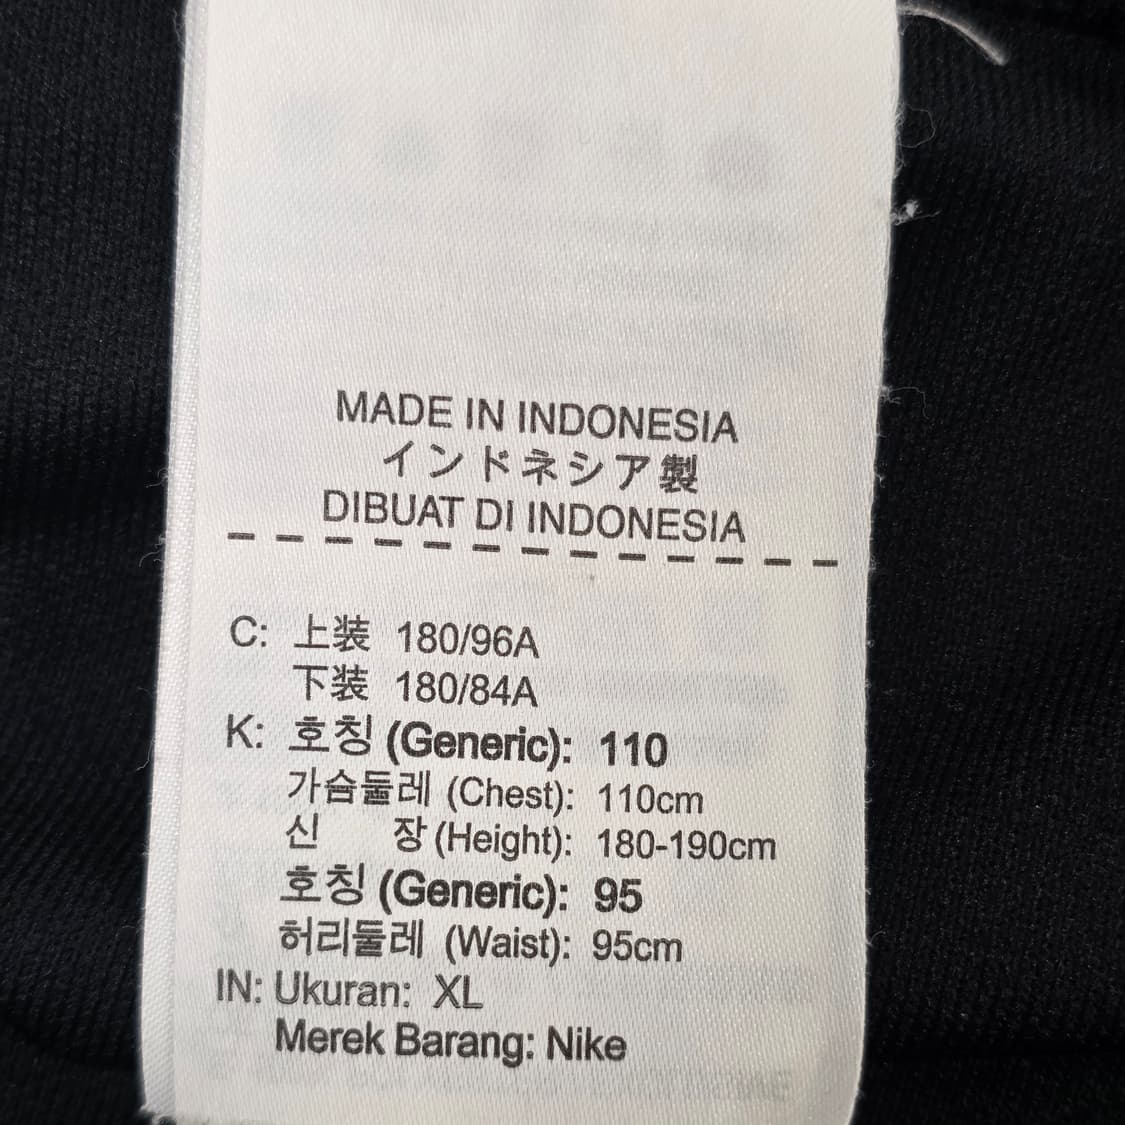 MADE IN INDONESIA
インドネシア製
DIBUAT DI INDONESIA
C: 上装 180/96A
下装 180/84A
K: 호칭 (Generic): 110
가슴둘레 (Chest): 110cm
신 장 (Height): 180-190cm
호칭 (Generic): 95
허리둘레 (Waist): 95cm
IN: Ukuran: XL
Merek Barang: Nike